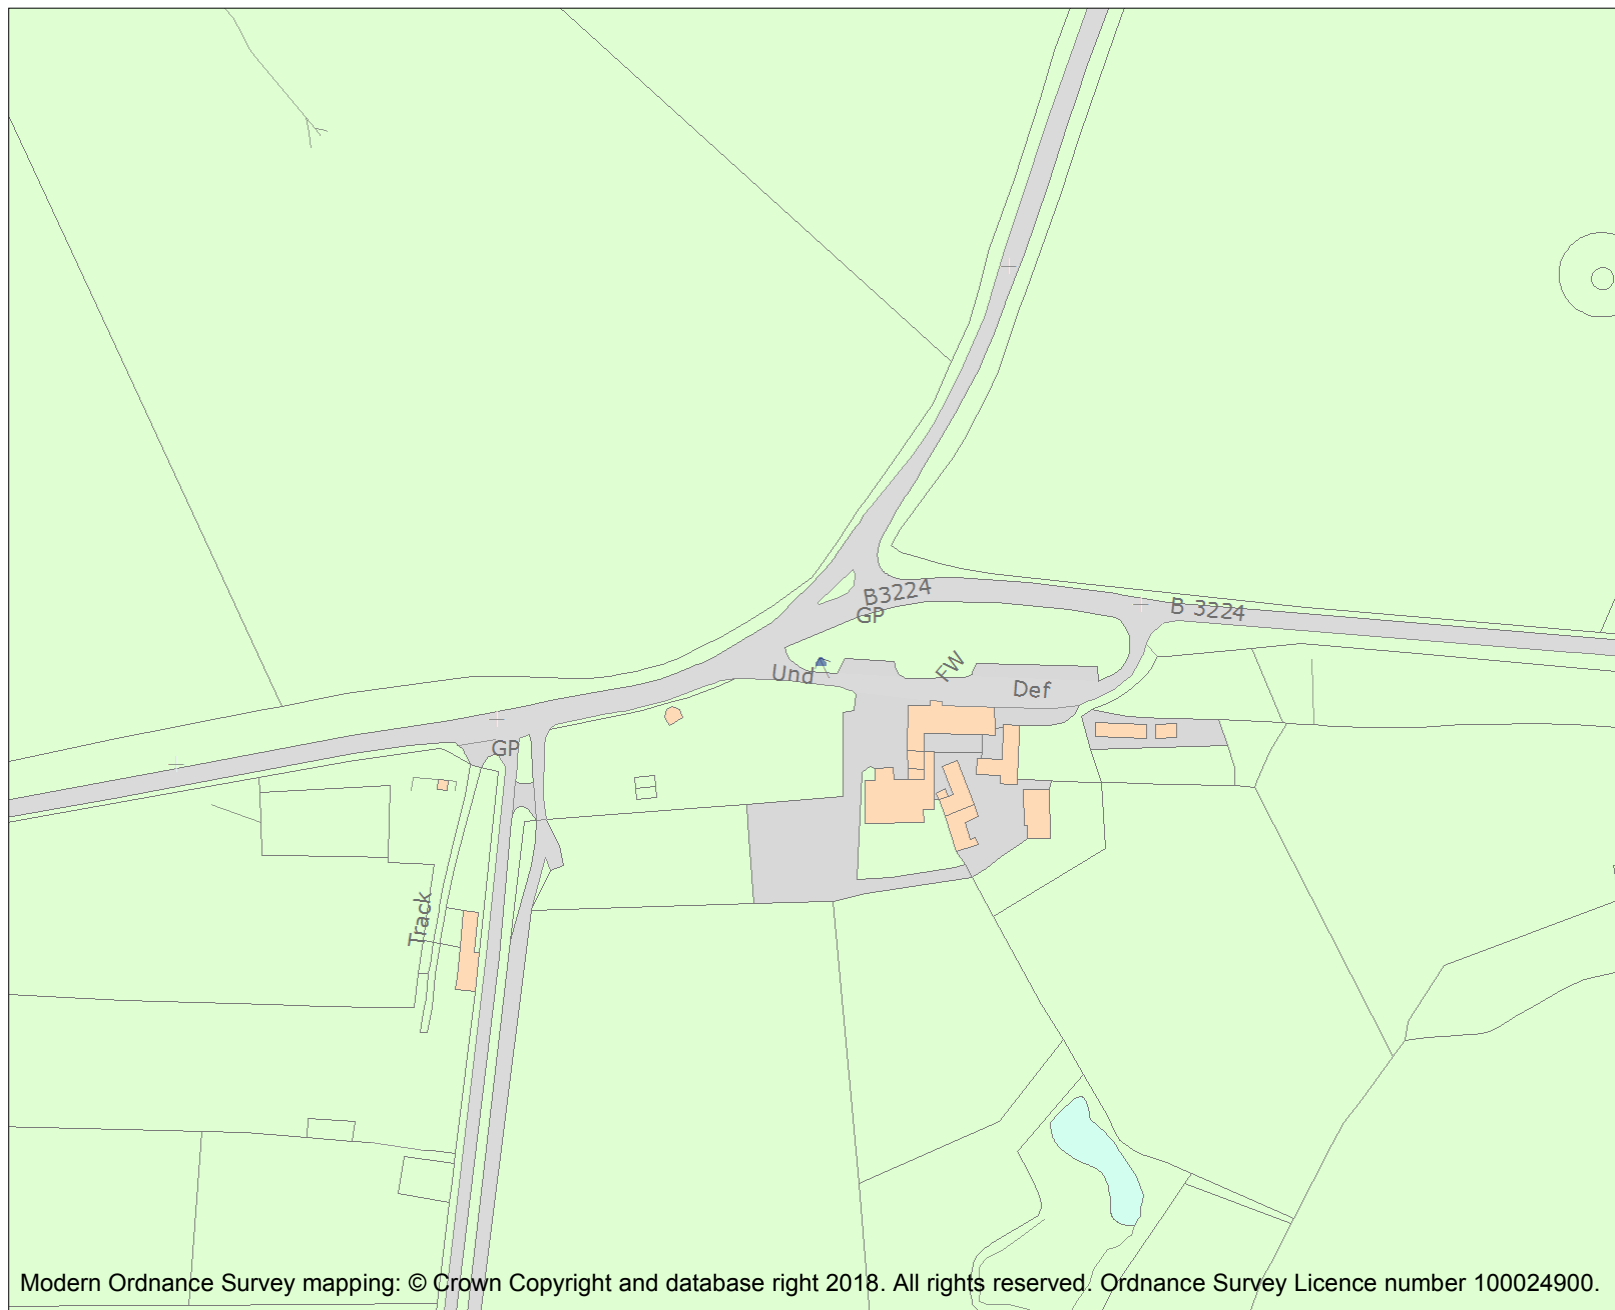 B3224
B 3224
GP
FW
Und
Def
GP
Track
Modern Ordnance Survey mapping: © Crown Copyright and database right 2018. All rights reserved. Ordnance Survey Licence number 100024900.